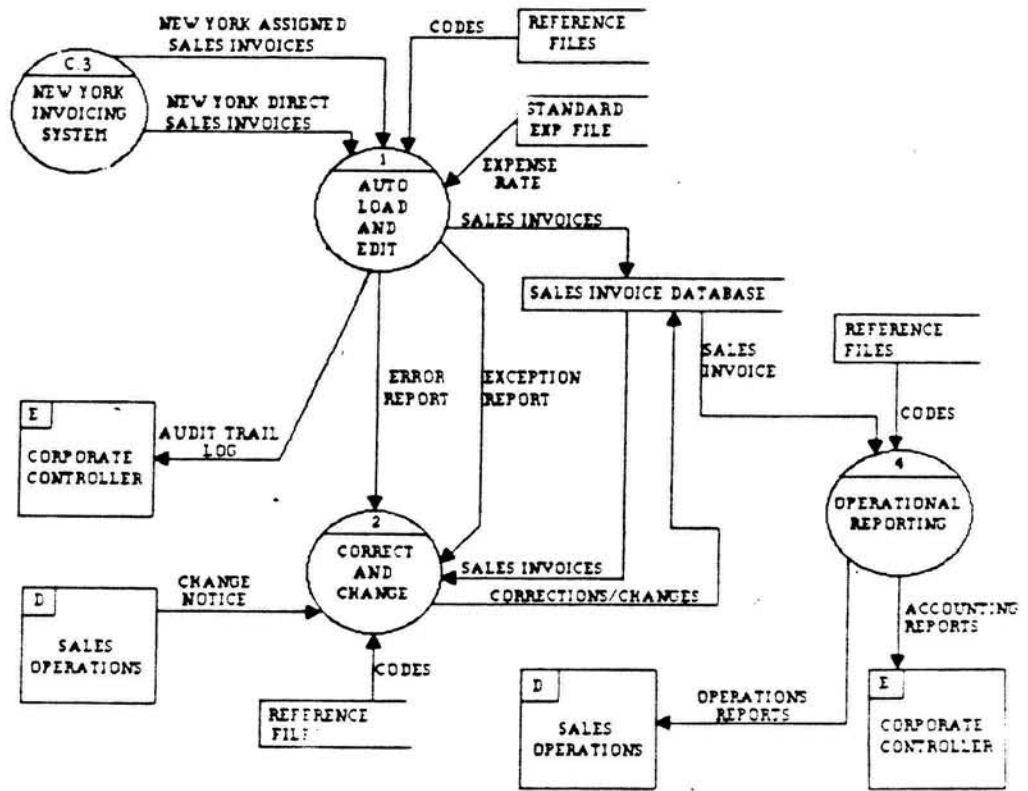 NEW YORK ASSIGNED
SALES INVOICES
CODES
REFERENCE
FILES
C.3
NEW YORK
INVOICING
SYSTEM
NEW YORK DIRECT
SALES INVOICES
STANDARD
EXP FILE
1
AUTO
LOAD
AND
EDIT
EXPENSE
RATE
SALES INVOICES
SALES INVOICE DATABASE
REFERENCE
FILES
SALES
INVOICE
ERROR
REPORT
EXCEPTION
REPORT
CODES
E
CORPORATE
CONTROLLER
AUDIT TRAIL
LOG
4
OPERATIONAL
REPORTING
2
CORRECT
AND
CHANGE
SALES INVOICES
CORRECTIONS/CHANGES
D
SALES
OPERATIONS
CHANGE
NOTICE
ACCOUNTING
REPORTS
CODES
REFERENCE
D
SALES
OPERATIONS
OPERATIONS
REPORTS
E
CORPORATE
CONTROLLER